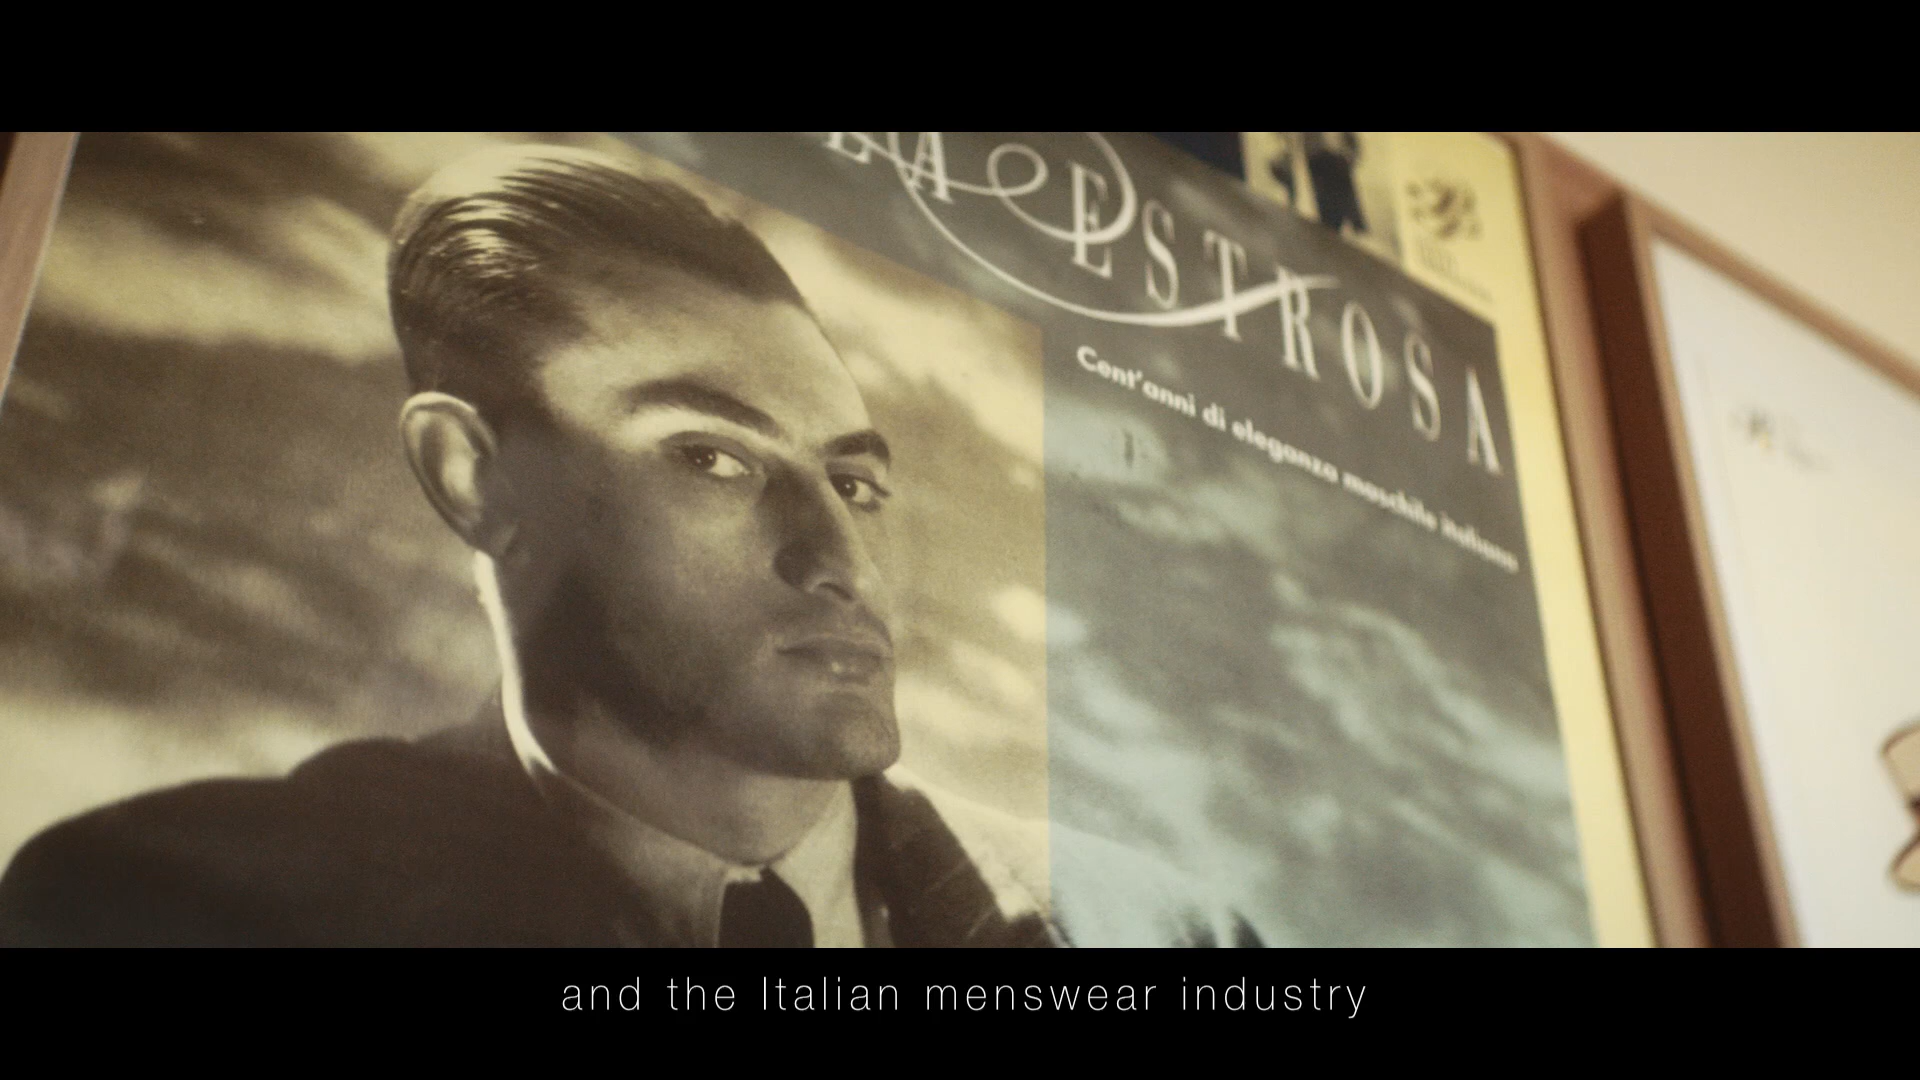 LA
ESTROSA
Cent'anni di eleganza maschile italiana
and the Italian menswear industry